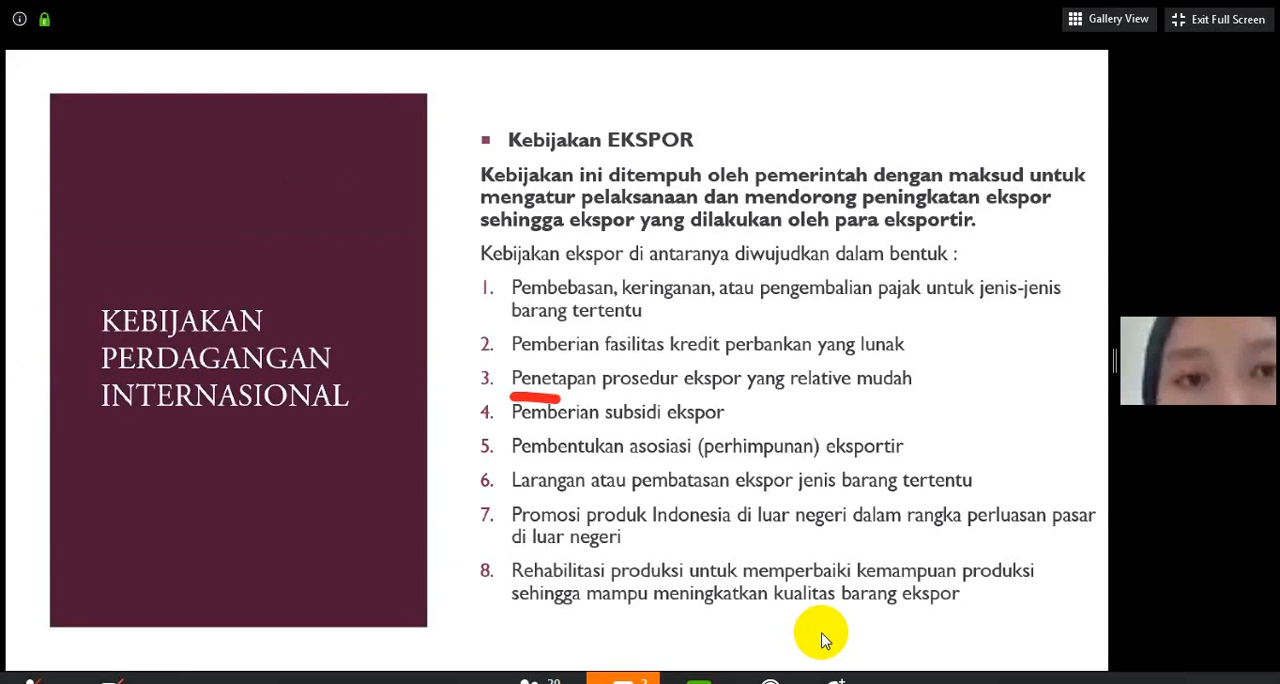 Gallery View
Exit Full Screen
KEBIJAKAN
PERDAGANGAN
INTERNASIONAL
▪ Kebijakan EKSPOR
Kebijakan ini ditempuh oleh pemerintah dengan maksud untuk
mengatur pelaksanaan dan mendorong peningkatan ekspor
sehingga ekspor yang dilakukan oleh para eksportir.
Kebijakan ekspor di antaranya diwujudkan dalam bentuk :
1. Pembebasan, keringanan, atau pengembalian pajak untuk jenis-jenis
barang tertentu
2. Pemberian fasilitas kredit perbankan yang lunak
3. Penetapan prosedur ekspor yang relative mudah
4. Pemberian subsidi ekspor
5. Pembentukan asosiasi (perhimpunan) eksportir
6. Larangan atau pembatasan ekspor jenis barang tertentu
7. Promosi produk Indonesia di luar negeri dalam rangka perluasan pasar
di luar negeri
8. Rehabilitasi produksi untuk memperbaiki kemampuan produksi
sehingga mampu meningkatkan kualitas barang ekspor